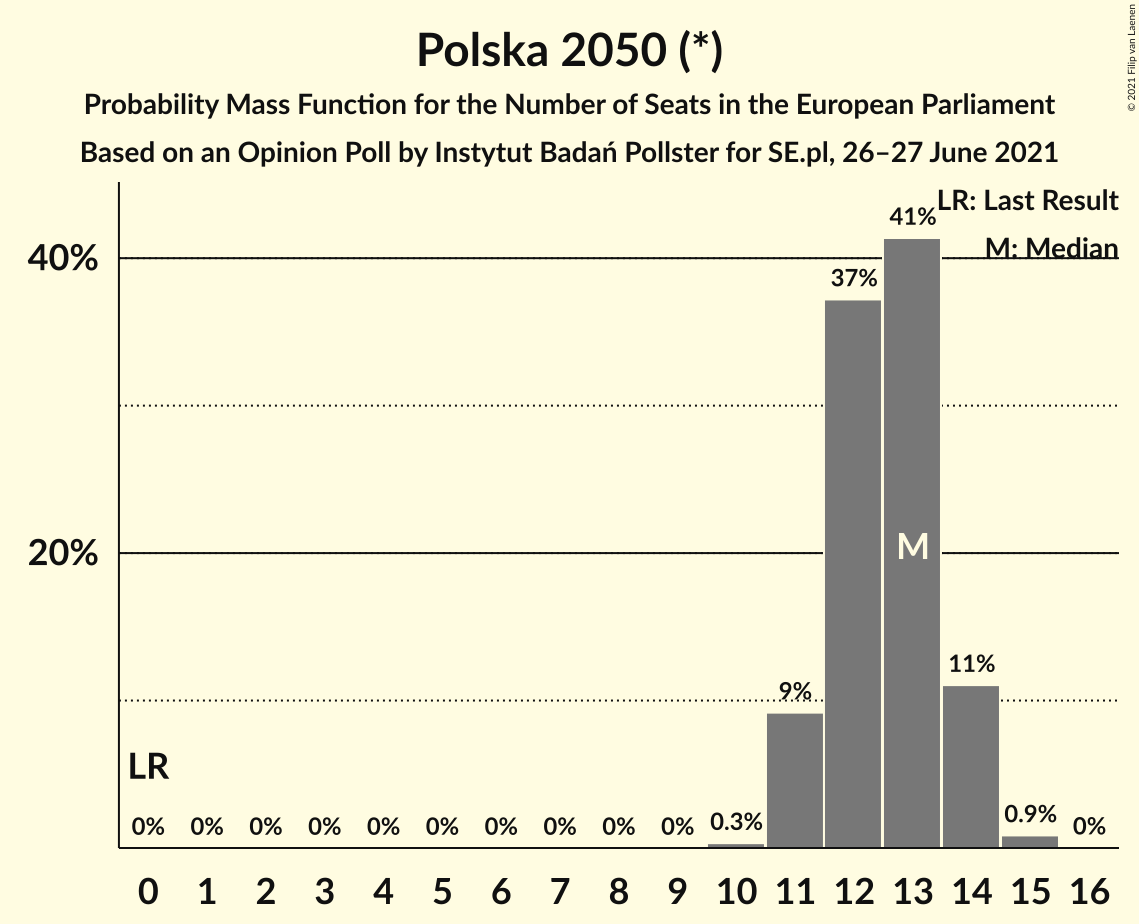 Polska 2050 (*)
Probability Mass Function for the Number of Seats in the European Parliament
Based on an Opinion Poll by Instytut Badań Pollster for SE.pl, 26–27 June 2021
© 2021 Filip van Laenen
LR: Last Result
M: Median
40%
20%
LR
0% 0% 0% 0% 0% 0% 0% 0% 0% 0% 0.3% 9% 37% 41% 11% 0.9% 0%
M
0 1 2 3 4 5 6 7 8 9 10 11 12 13 14 15 16